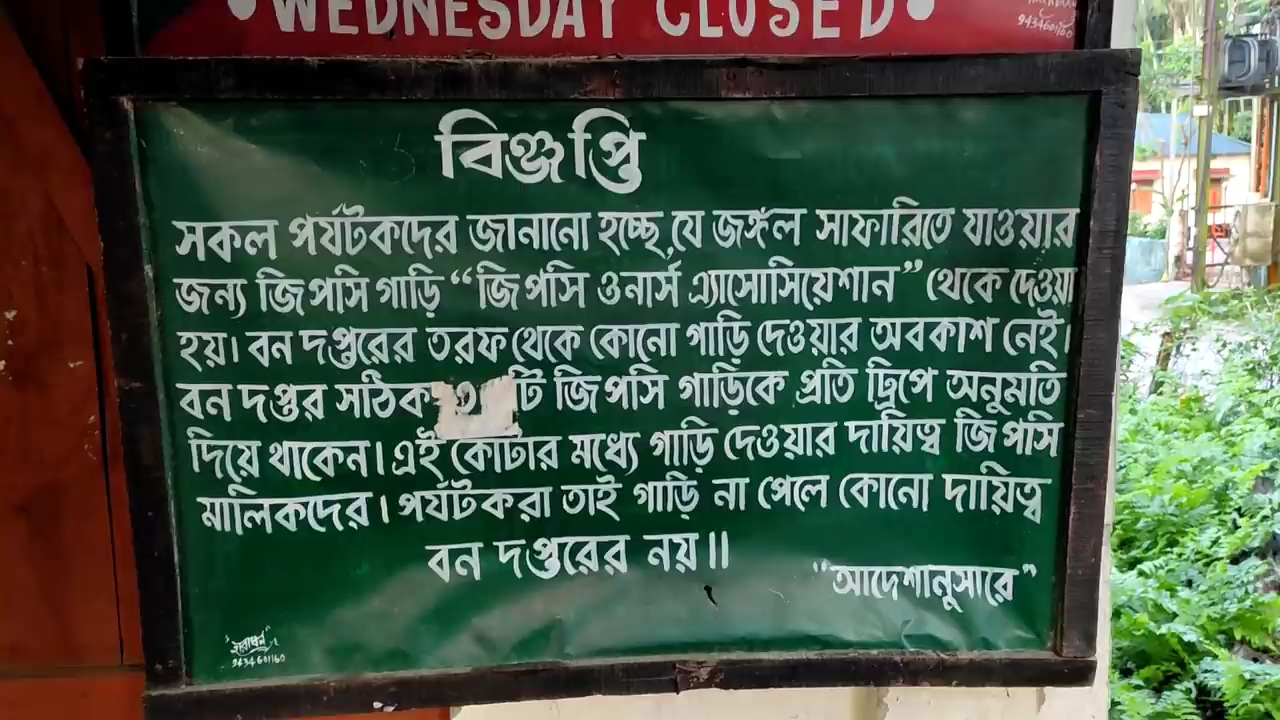 •WEDNESDAY CLOSED•
9434601160
বিজ্ঞপ্তি
সকল পর্যটকদের জানানো হচ্ছে যে জঙ্গল সাফারিতে যাওয়ার
জন্য জিপসি গাড়ি “জিপসি ওনার্স এ্যাসোসিয়েশান” থেকে দেওয়া
হয়। বন দপ্তরের তরফ থেকে কোনো গাড়ি দেওয়ার অবকাশ নেই।
বন দপ্তর সঠিক টি জিপসি গাড়িকে প্রতি ট্রিপে অনুমতি
দিয়ে থাকেন। এই কোটার মধ্যে গাড়ি দেওয়ার দায়িত্ব জিপসি
মালিকদের। পর্যটকরা তাই গাড়ি না পেলে কোনো দায়িত্ব
বন দপ্তরের নয়॥
“আদেশানুসারে”
9434601160